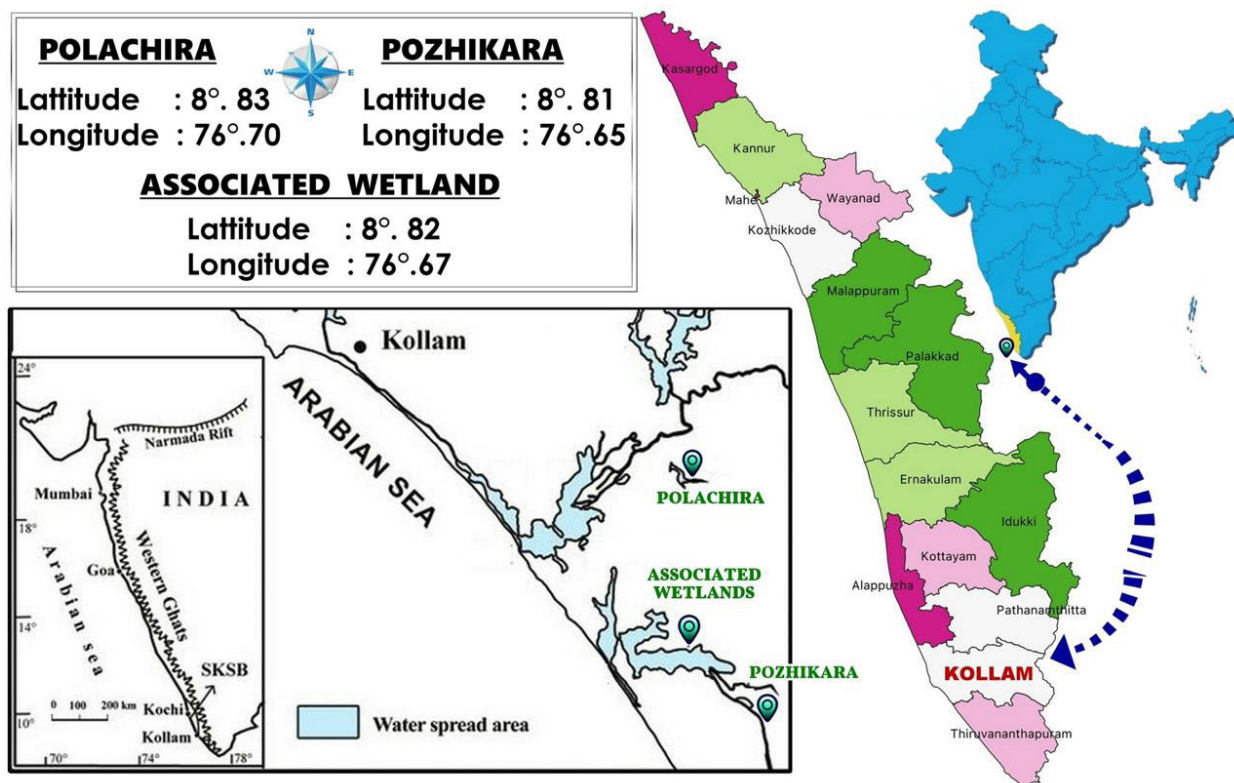 POLACHIRA
Lattitude : 8°. 83
Longitude : 76°.70
N
W E
S
POZHIKARA
Lattitude : 8°. 81
Longitude : 76°.65
ASSOCIATED WETLAND
Lattitude : 8°. 82
Longitude : 76°.67
Kollam
ARABIAN SEA
POLACHIRA
ASSOCIATED
WETLANDS
POZHIKARA
Water spread area
24°
18°
14°
10°
70°
74°
78°
Narmada Rift
Mumbai
INDIA
Goa
Western Ghats
Arabian sea
SKSB
0 100 200 km
Kochi
Kollam
Kasargod
Kannur
Mahe
Wayanad
Kozhikkode
Malappuram
Palakkad
Thrissur
Ernakulam
Idukki
Kottayam
Alappuzha
Pathanamthitta
KOLLAM
Thiruvananthapuram